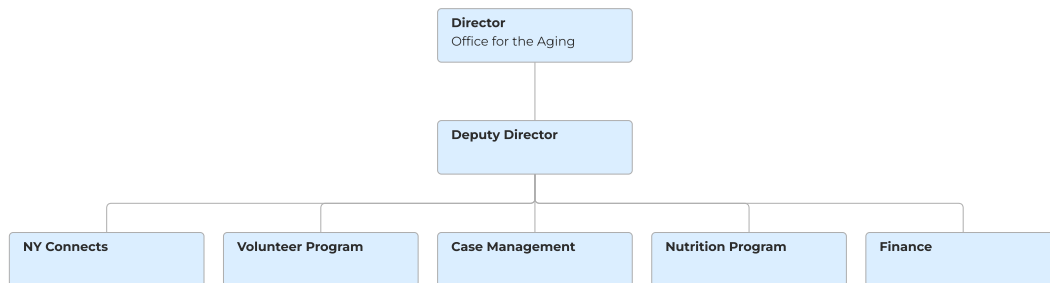 Director
Office for the Aging
Deputy Director
NY Connects
Volunteer Program
Case Management
Nutrition Program
Finance